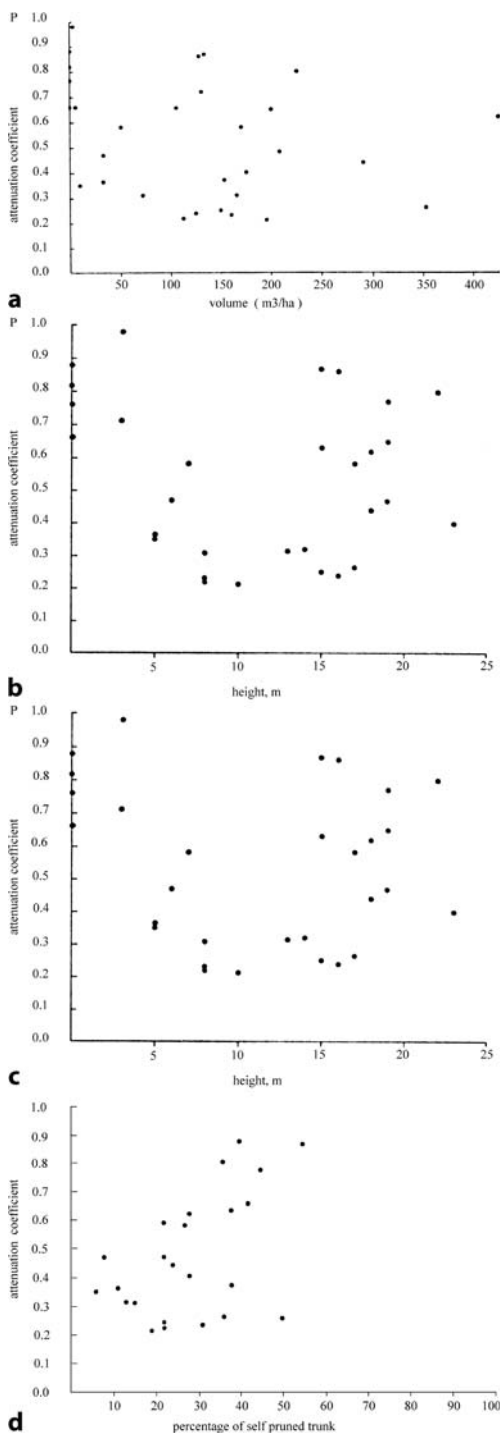 P 1.0
0.9
0.8
0.7
0.6
0.5
0.4
0.3
0.2
0.1
0.0
attenuation coefficient
50 100 150 200 250 300 350 400
volume ( m3/ha )
a
P 1.0
0.9
0.8
0.7
0.6
0.5
0.4
0.3
0.2
0.1
0.0
attenuation coefficient
5 10 15 20 25
height, m
b
P 1.0
0.9
0.8
0.7
0.6
0.5
0.4
0.3
0.2
0.1
0.0
attenuation coefficient
5 10 15 20 25
height, m
c
1.0
0.9
0.8
0.7
0.6
0.5
0.4
0.3
0.2
0.1
0.0
attenuation coefficient
10 20 30 40 50 60 70 80 90 100
percentage of self pruned trunk
d